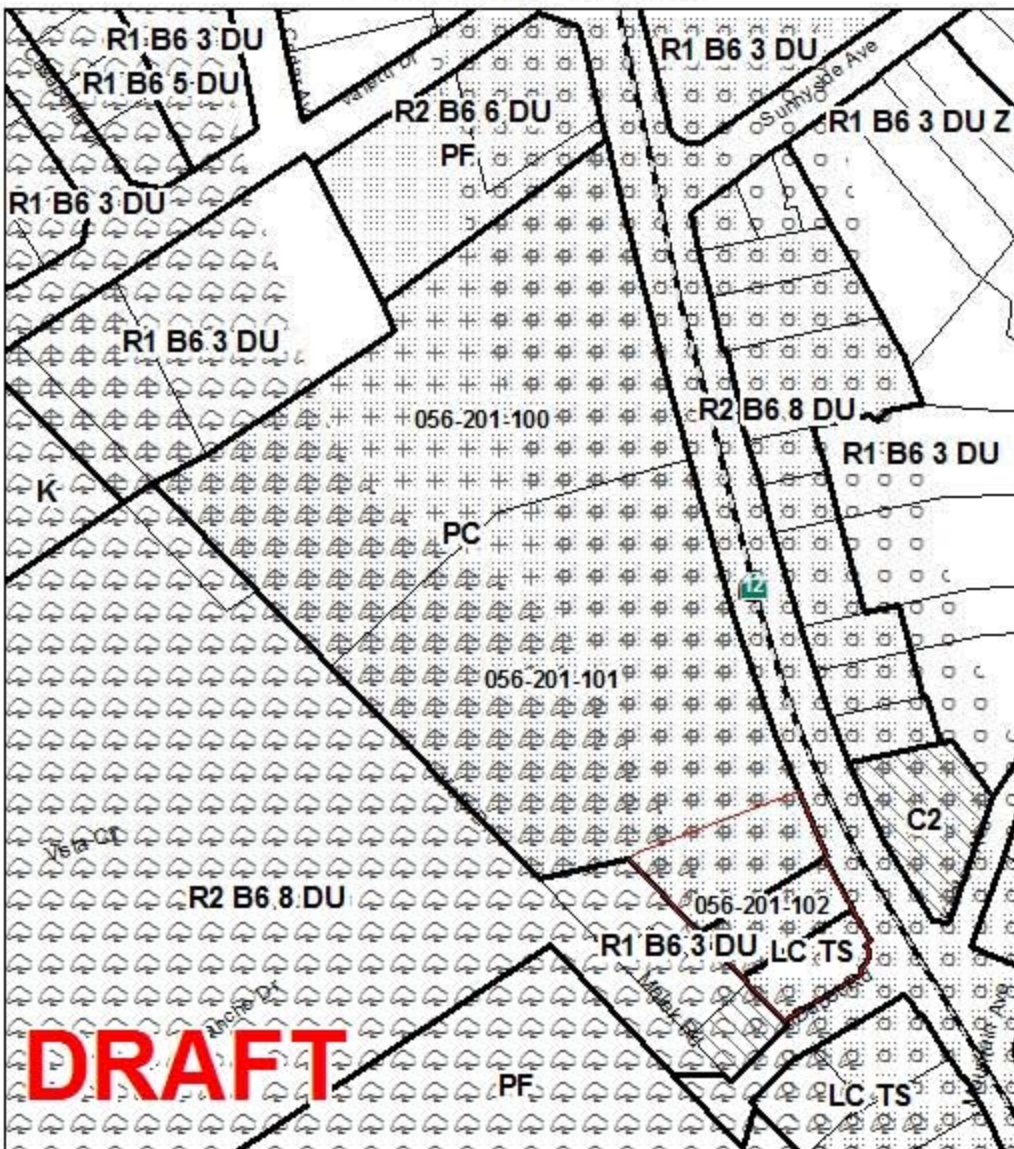 R1 B6 3 DU
R1 B6 5 DU
R2 B6 6 DU
PF
R1 B6 3 DU
Sunnyside Ave
R1 B6 3 DU Z
R1 B6 3 DU
R1 B6 3 DU
056-201-100
R2 B6 8 DU
R1 B6 3 DU
K
PC
12
056-201-101
C2
Vista Ct
R2 B6 8 DU
056-201-102
R1 B6 3 DU
LC TS
DRAFT
PF
LC TS